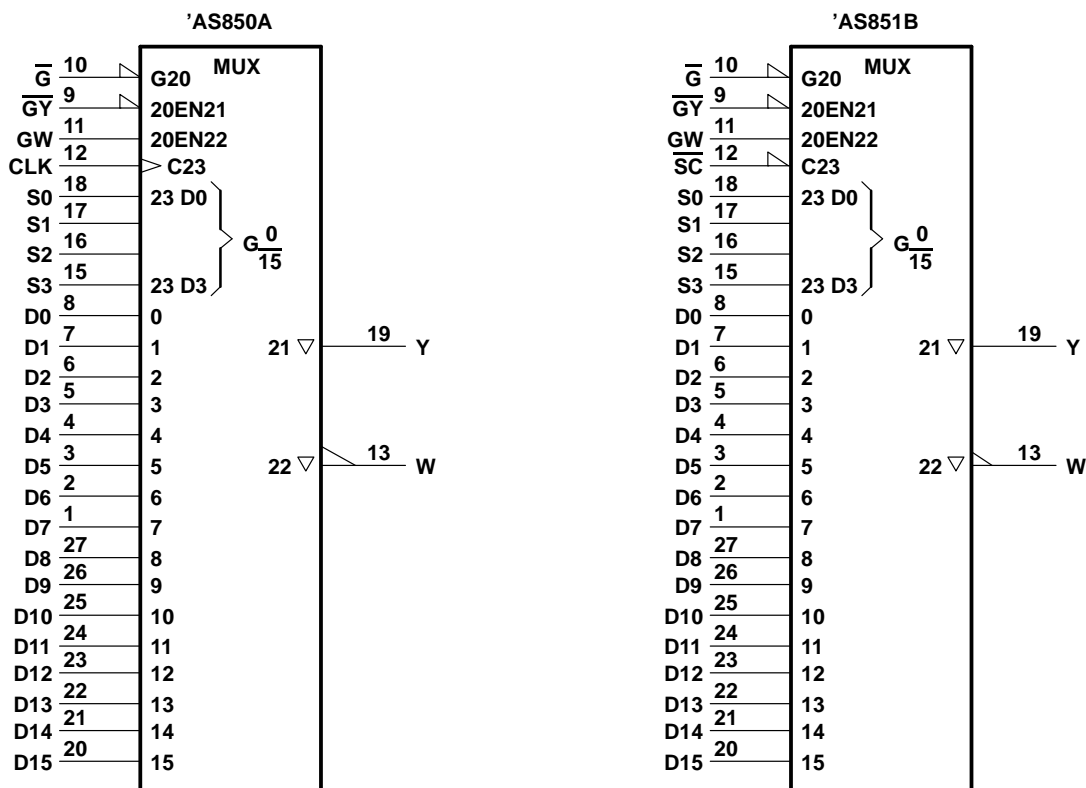 ’AS850A
MUX
G̅ 10 G20
G̅Y̅ 9 20EN21
GW 11 20EN22
CLK 12 C23
S0 18 23 D0
S1 17
S2 16 G 0/15
S3 15 23 D3
D0 8 0
D1 7 1 21 ▽ 19 Y
D2 6 2
D3 5 3
D4 4 4
D5 3 5 22 ▽ 13 W
D6 2 6
D7 1 7
D8 27 8
D9 26 9
D10 25 10
D11 24 11
D12 23 12
D13 22 13
D14 21 14
D15 20 15
’AS851B
MUX
G̅ 10 G20
G̅Y̅ 9 20EN21
GW 11 20EN22
S̅C̅ 12 C23
S0 18 23 D0
S1 17
S2 16 G 0/15
S3 15 23 D3
D0 8 0
D1 7 1 21 ▽ 19 Y
D2 6 2
D3 5 3
D4 4 4
D5 3 5 22 ▽ 13 W
D6 2 6
D7 1 7
D8 27 8
D9 26 9
D10 25 10
D11 24 11
D12 23 12
D13 22 13
D14 21 14
D15 20 15